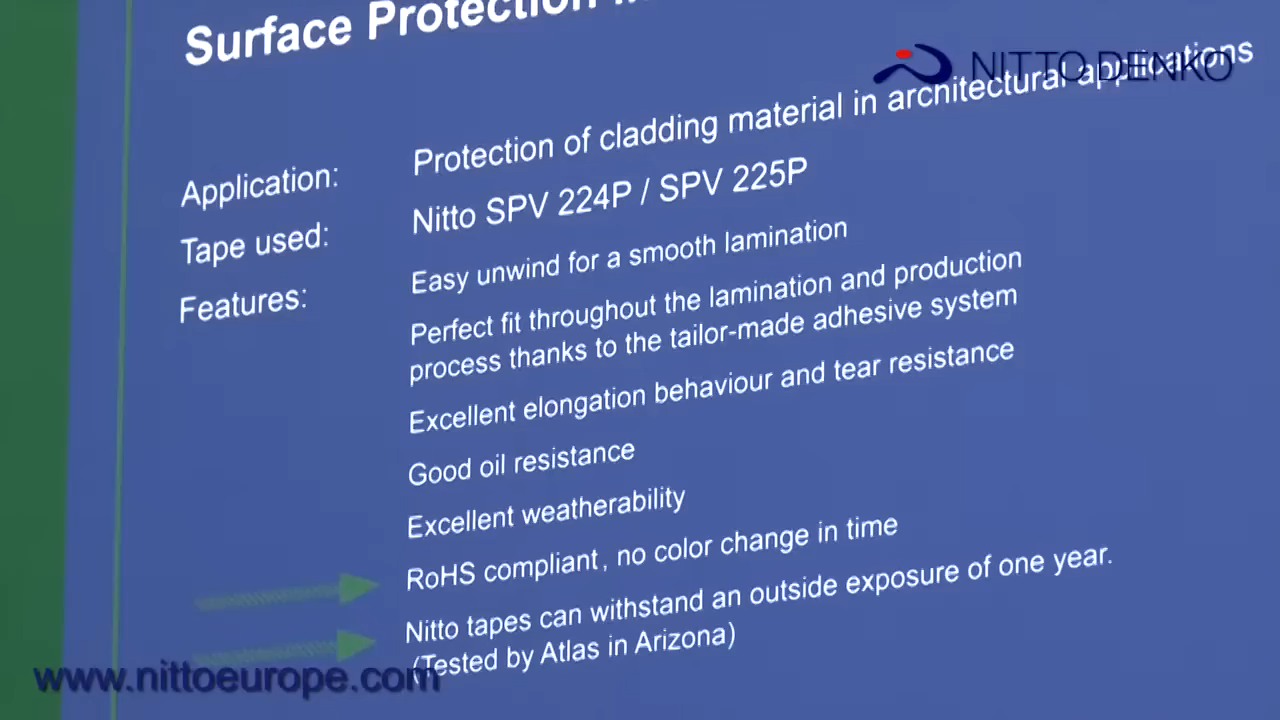 Surface Protection
NITTO DENKO
Application:
Protection of cladding material in architectural applications
Tape used:
Nitto SPV 224P / SPV 225P
Features:
Easy unwind for a smooth lamination
Perfect fit throughout the lamination and production
process thanks to the tailor-made adhesive system
Excellent elongation behaviour and tear resistance
Good oil resistance
Excellent weatherability
RoHS compliant, no color change in time
Nitto tapes can withstand an outside exposure of one year.
(Tested by Atlas in Arizona)
www.nittoeurope.com